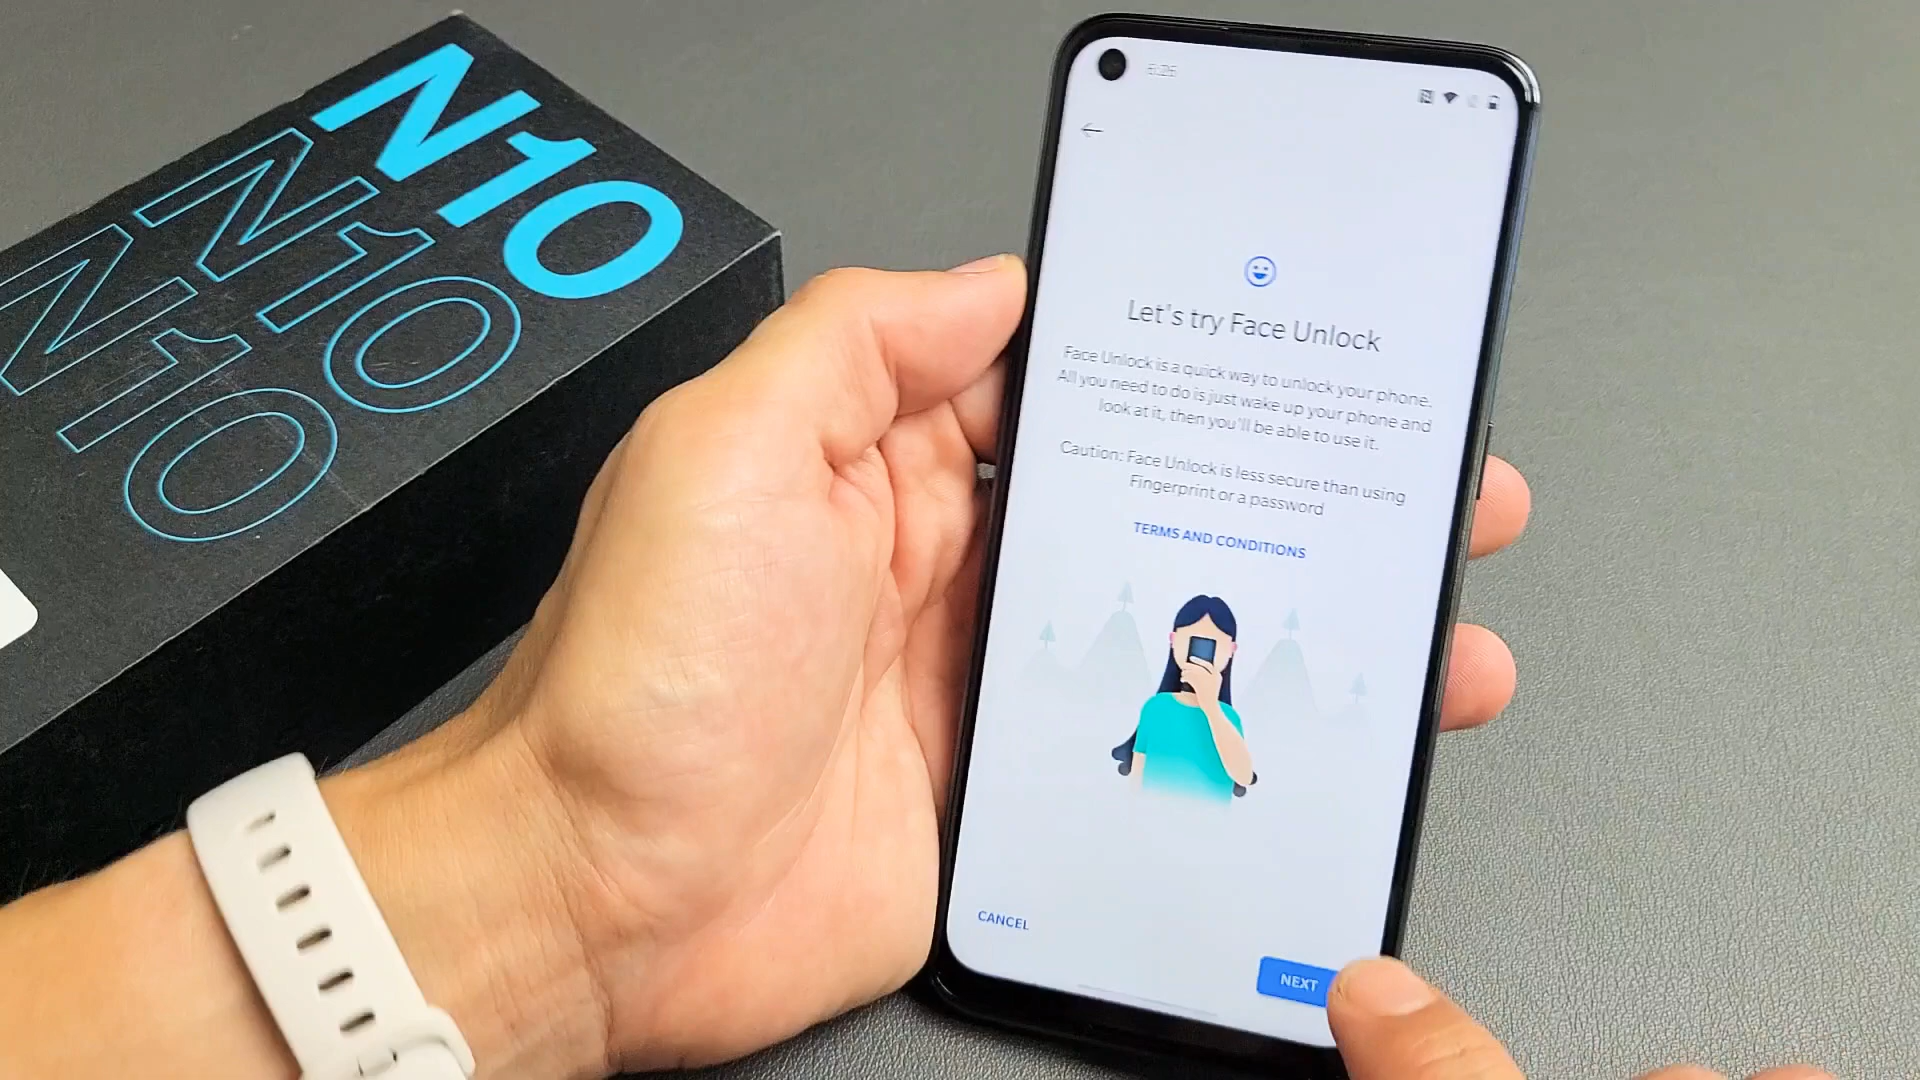 N10
N10
N10
6:26
Let's try Face Unlock
Face Unlock is a quick way to unlock your phone.
All you need to do is just wake up your phone and
look at it, then you'll be able to use it.
Caution: Face Unlock is less secure than using
Fingerprint or a password
TERMS AND CONDITIONS
CANCEL
NEXT